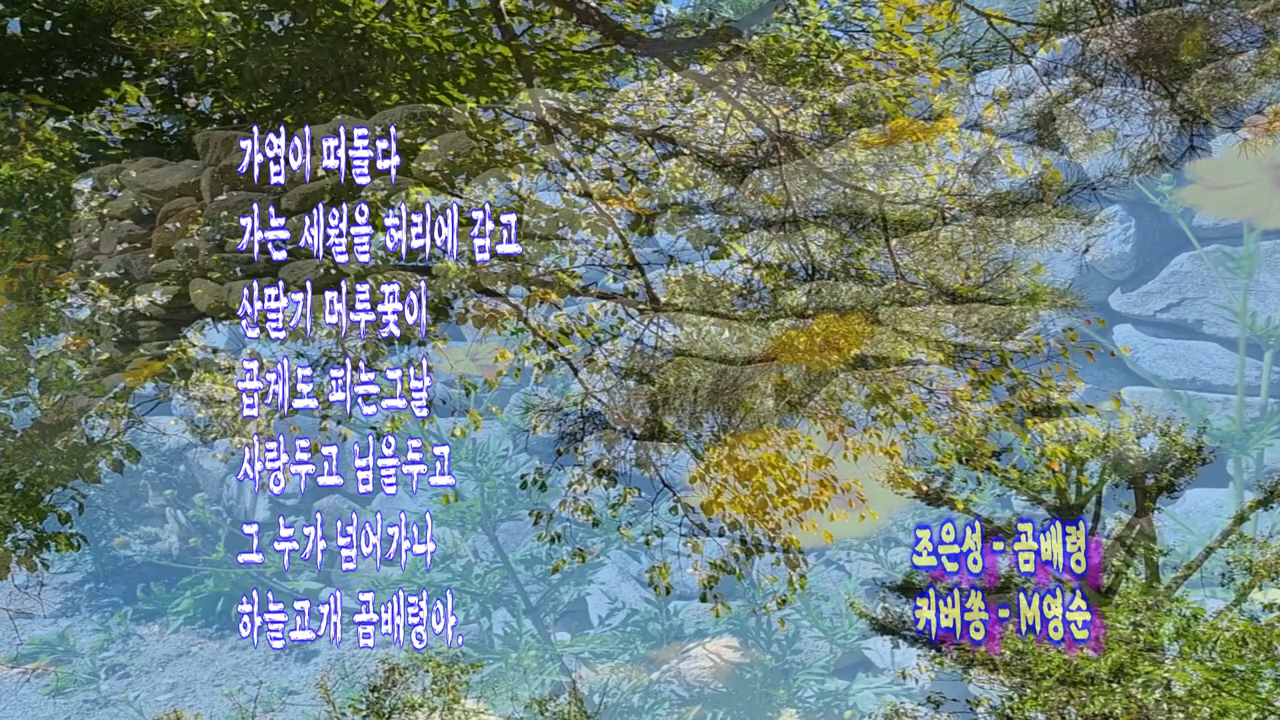 가엽이 떠돌다
가는 세월을 허리에 감고
산딸기 머루꽃이
곱게도 피는그날
사랑두고 님을두고
그 누가 넘어가나
하늘고개 곰배령아.
조은성 - 곰배령
커버쏭 - M영순